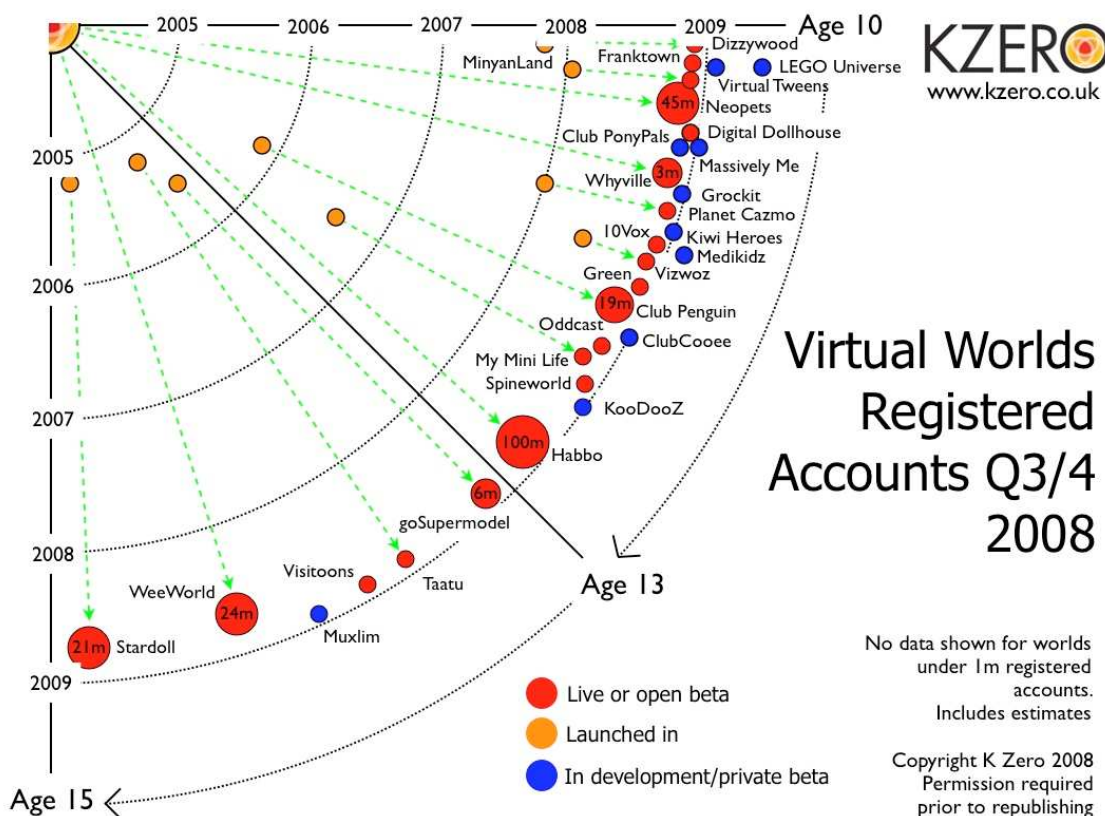 2005
2006
2007
2008
2009
Age 10
KZERO
www.kzero.co.uk
MinyanLand
Franktown
Dizzywood
LEGO Universe
Virtual Tweens
45m
Neopets
Club PonyPals
Digital Dollhouse
Massively Me
3m
Whyville
Grockit
Planet Cazmo
10Vox
Kiwi Heroes
Medikidz
Green
Vizwoz
19m
Club Penguin
Oddcast
ClubCooee
My Mini Life
Spineworld
KooDooZ
100m
Habbo
6m
goSupermodel
Visitoons
Taatu
WeeWorld
24m
Muxlim
21m
Stardoll
2005
2006
2007
2008
2009
Age 13
Age 15
Virtual Worlds
Registered
Accounts Q3/4
2008
Live or open beta
Launched in
In development/private beta
No data shown for worlds
under 1m registered
accounts.
Includes estimates
Copyright K Zero 2008
Permission required
prior to republishing